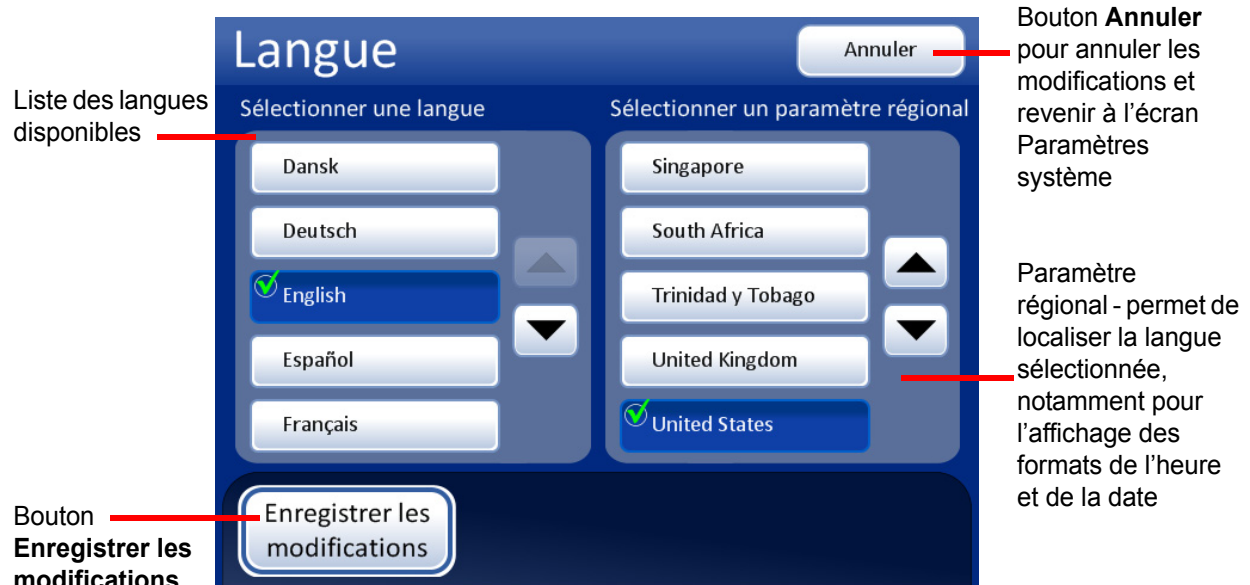 Langue
Annuler
Sélectionner une langue
Sélectionner un paramètre régional
Dansk
Deutsch
English
Español
Français
Singapore
South Africa
Trinidad y Tobago
United Kingdom
United States
Enregistrer les
modifications
Liste des langues
disponibles
Bouton
Enregistrer les
modifications
Bouton Annuler
pour annuler les
modifications et
revenir à l’écran
Paramètres
système
Paramètre
régional - permet de
localiser la langue
sélectionnée,
notamment pour
l’affichage des
formats de l’heure
et de la date